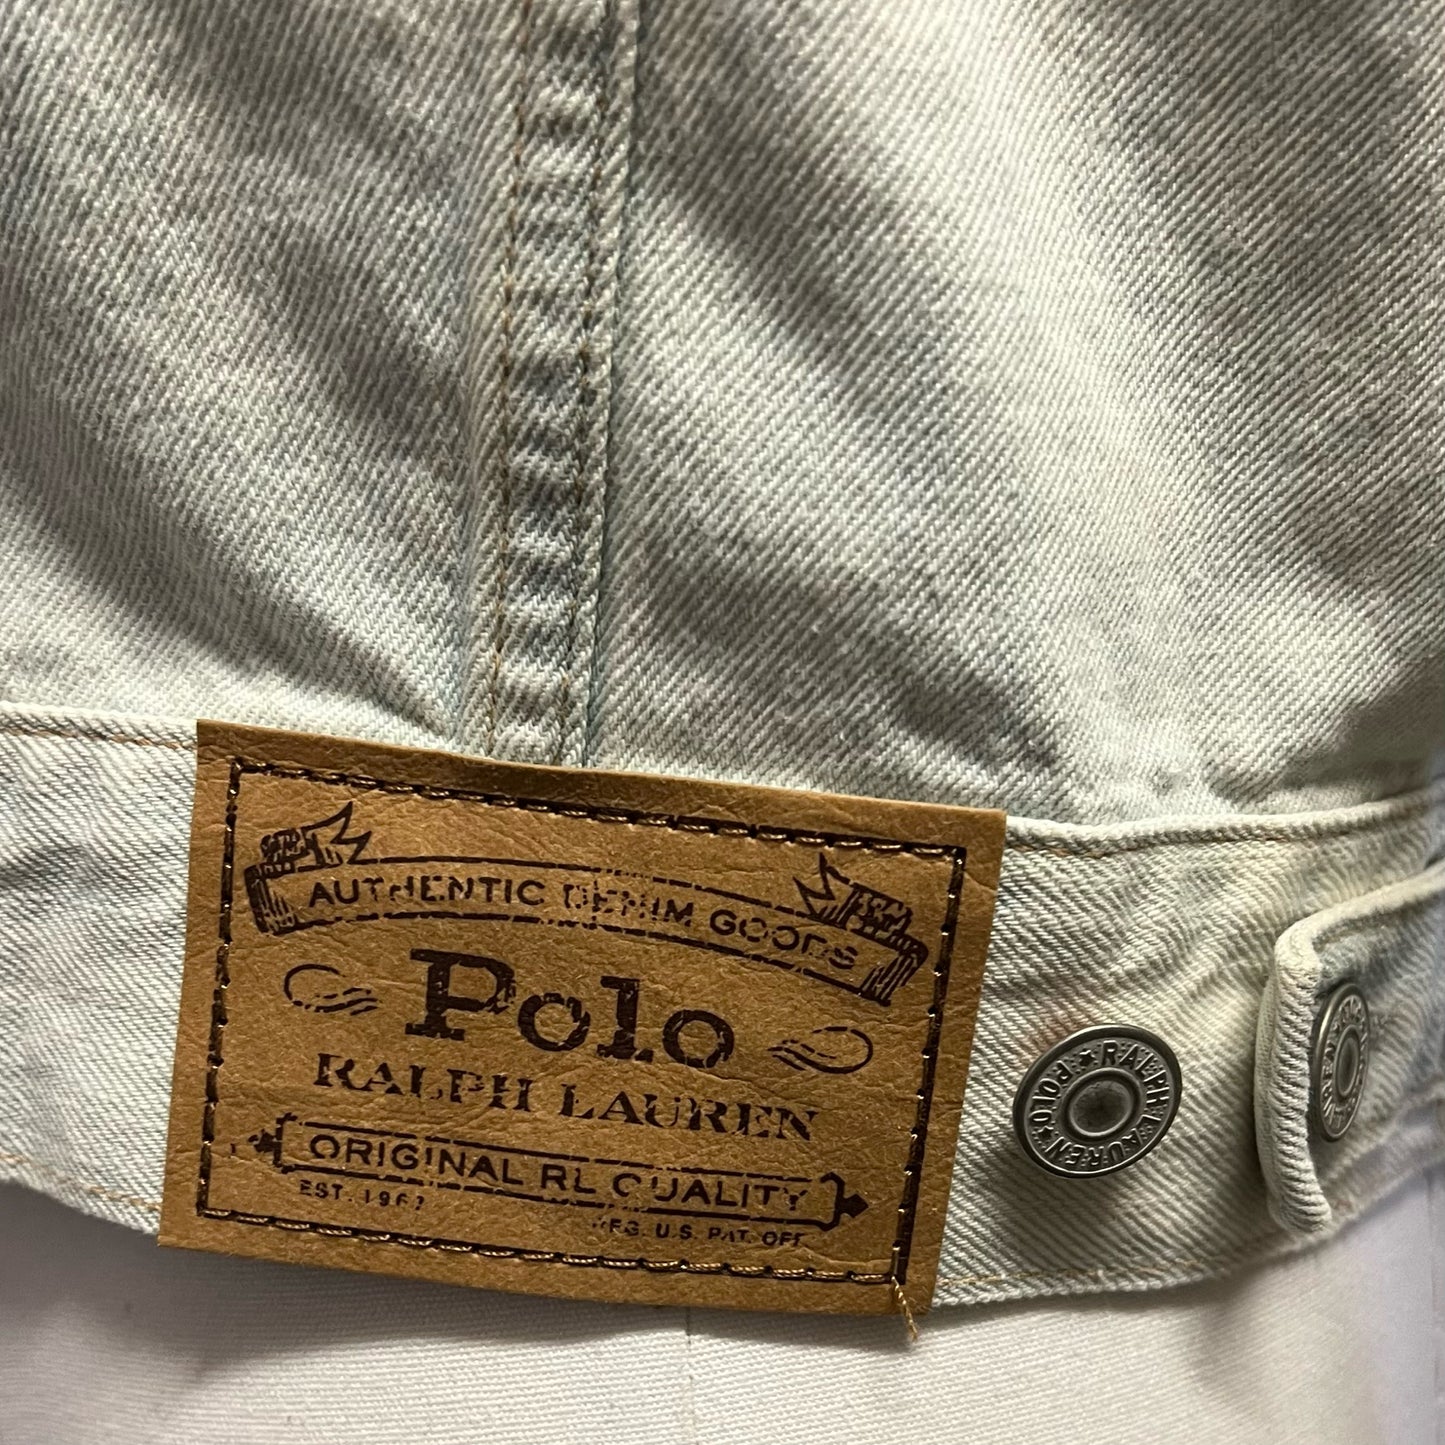 AUTHENTIC DENIM GOODS
Polo
RALPH LAUREN
ORIGINAL RL QUALITY
EST. 1967
REG. U.S. PAT. OFF
POLO ★ RALPH LAUREN ★